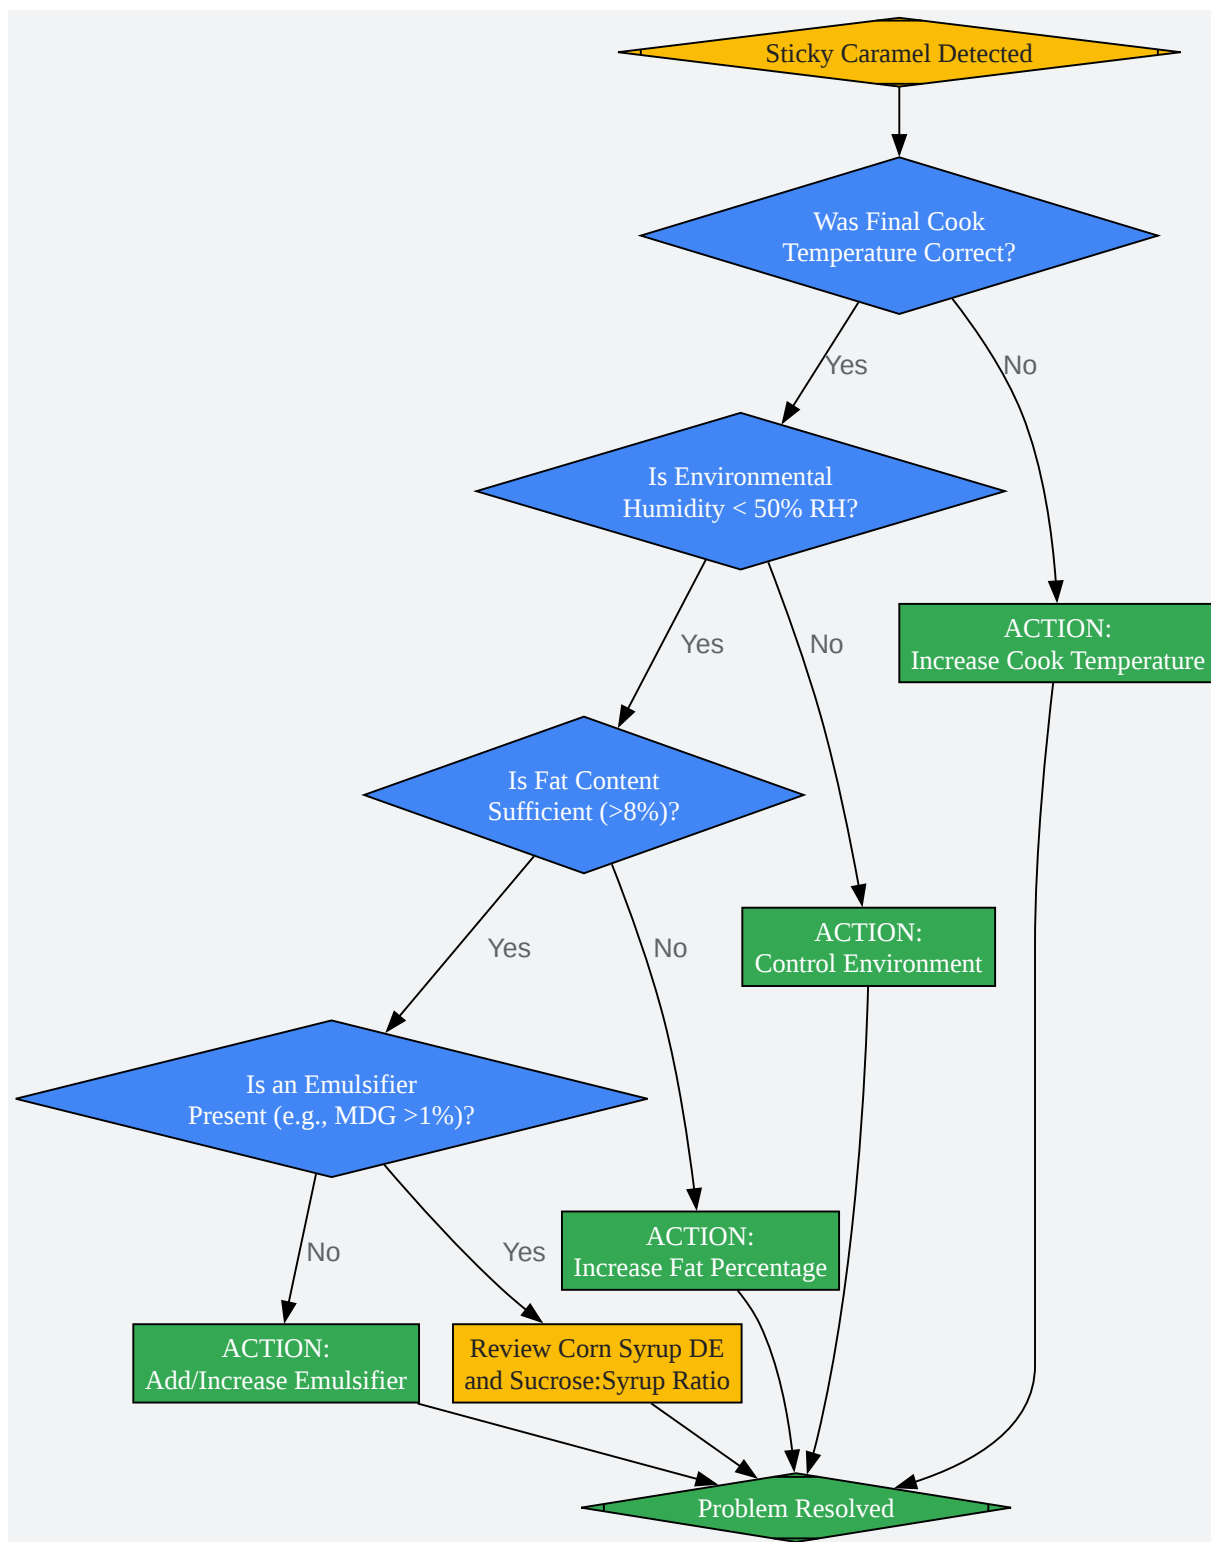 Sticky Caramel Detected
Was Final Cook
Temperature Correct?
Yes
No
Is Environmental
Humidity < 50% RH?
ACTION:
Increase Cook Temperature
Yes
No
Is Fat Content
Sufficient (>8%)?
ACTION:
Control Environment
Yes
No
Is an Emulsifier
Present (e.g., MDG >1%)?
ACTION:
Increase Fat Percentage
No
Yes
ACTION:
Add/Increase Emulsifier
Review Corn Syrup DE
and Sucrose:Syrup Ratio
Problem Resolved